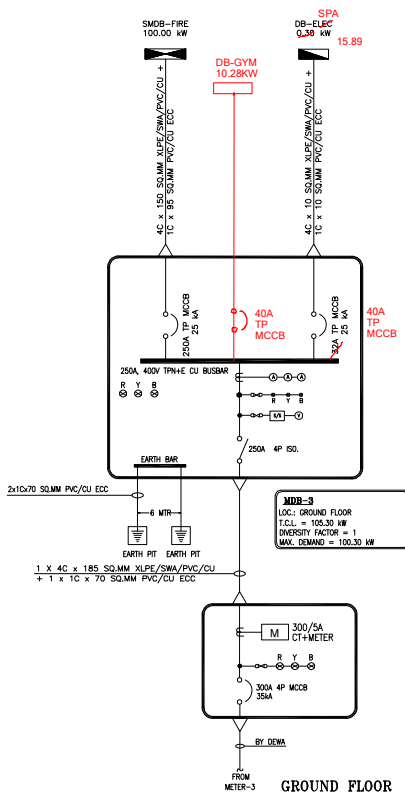 SMDB-FIRE
100.00 kW
SPA
DB-ELEC
0.30 kW
15.89
DB-GYM
10.28KW
4C x 150 SQ.MM XLPE/SWA/PVC/CU +
1C x 95 SQ.MM PVC/CU ECC
4C x 10 SQ.MM XLPE/SWA/PVC/CU +
1C x 10 SQ.MM PVC/CU ECC
250A TP MCCB
25 kA
40A
TP
MCCB
32A TP MCCB
25 kA
40A
TP
MCCB
250A, 400V TPN+E CU BUSBAR
R Y B
A A A
R Y B
S/S V
250A 4P ISO.
EARTH BAR
2x1Cx70 SQ.MM PVC/CU ECC
6 MTR
EARTH PIT EARTH PIT
MDB-3
LOC.: GROUND FLOOR
T.C.L. = 105.30 kW
DIVERSITY FACTOR = 1
MAX. DEMAND = 100.30 kW
1 X 4C x 185 SQ.MM XLPE/SWA/PVC/CU
+ 1 x 1C x 70 SQ.MM PVC/CU ECC
M 300/5A
CT+METER
R Y B
300A 4P MCCB
35kA
BY DEWA
FROM
METER-3
GROUND FLOOR